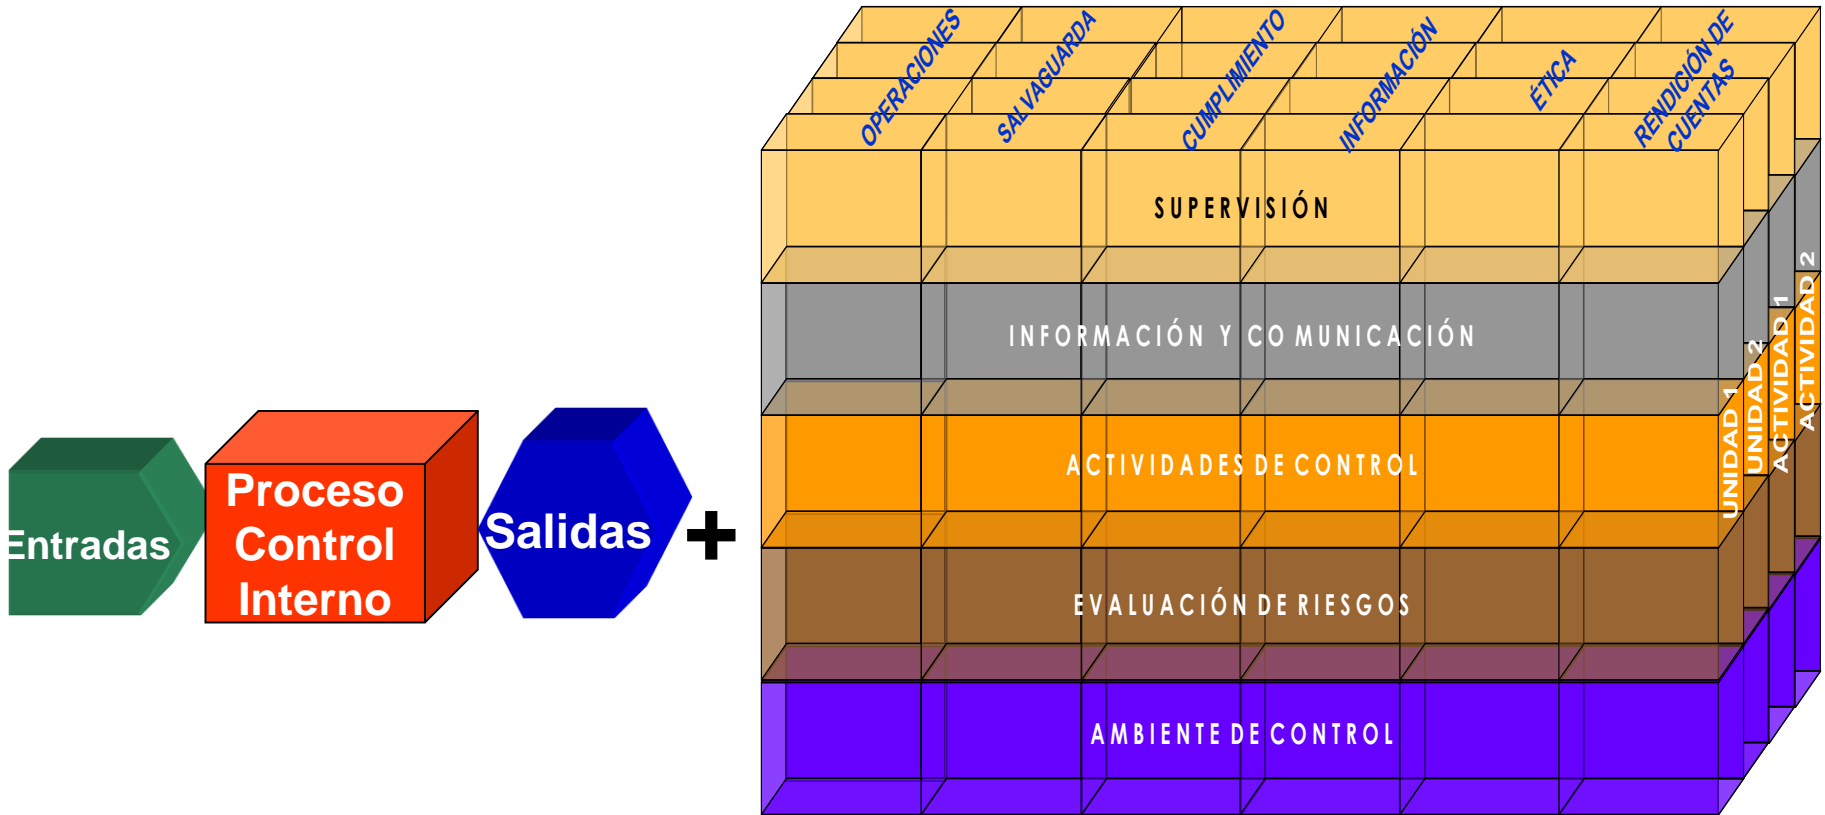 Entradas
Proceso
Control
Interno
Salidas
+
OPERACIONES
SALVAGUARDA
CUMPLIMIENTO
INFORMACIÓN
ÉTICA
RENDICIÓN DE
CUENTAS
SUPERVISIÓN
INFORMACIÓN Y CO MUNICACIÓN
ACTIVIDADES DE CONTROL
EVALUACIÓN DE RIESGOS
AMBIENTE DE CONTROL
UNIDAD 1
UNIDAD 2
ACTIVIDAD 1
ACTIVIDAD 2